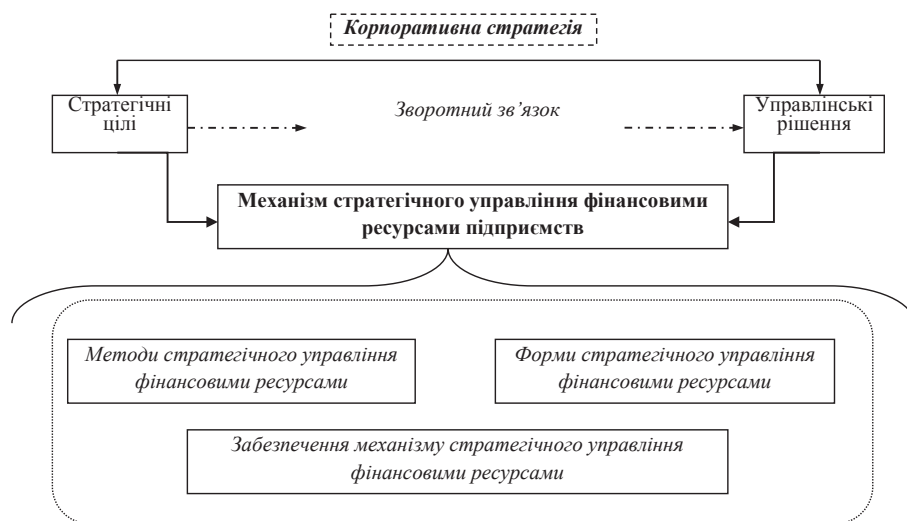 Корпоративна стратегія
Стратегічні
цілі
Зворотний зв’язок
Управлінські
рішення
Механізм стратегічного управління фінансовими
ресурсами підприємств
Методи стратегічного управління
фінансовими ресурсами
Форми стратегічного управління
фінансовими ресурсами
Забезпечення механізму стратегічного управління
фінансовими ресурсами